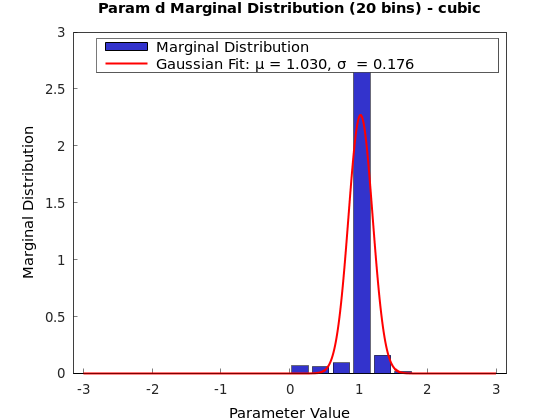 Param d Marginal Distribution (20 bins) - cubic
Marginal Distribution
Gaussian Fit: μ = 1.030, σ  = 0.176
3
2.5
2
1.5
1
0.5
0
Marginal Distribution
-3 -2 -1 0 1 2 3
Parameter Value